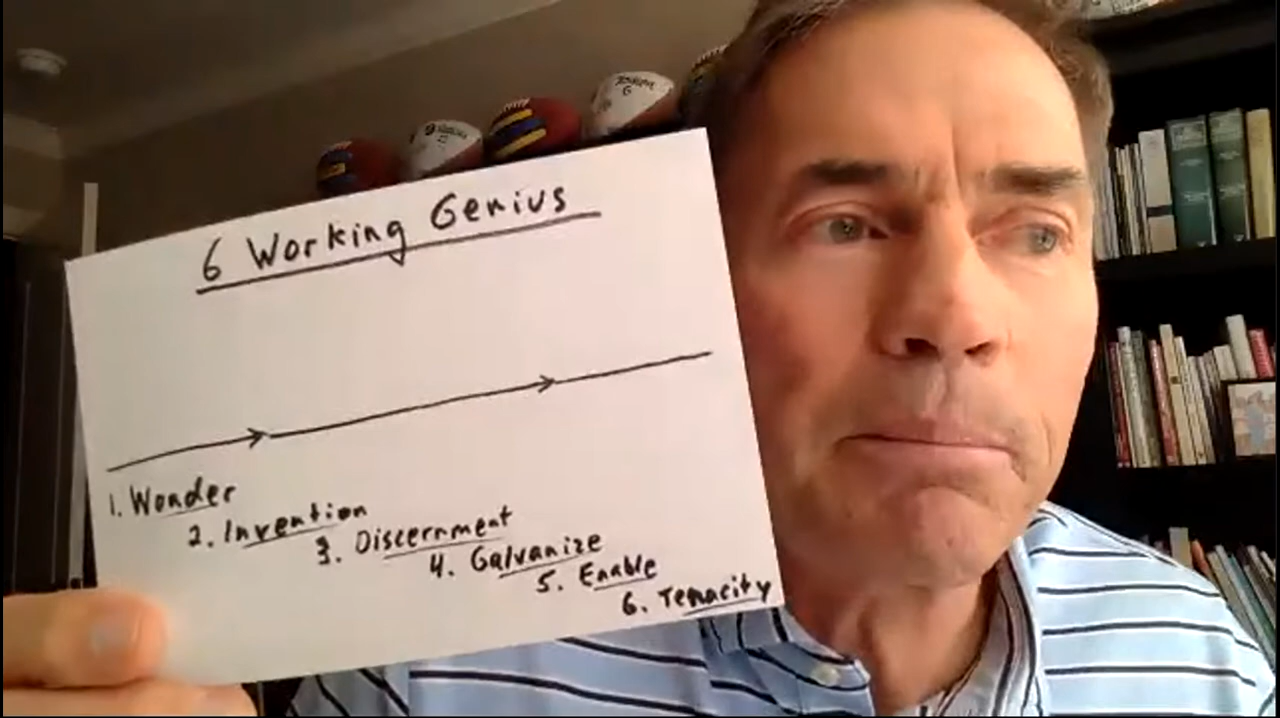 6 Working Genius
1. Wonder
2. Invention
3. Discernment
4. Galvanize
5. Enable
6. Tenacity